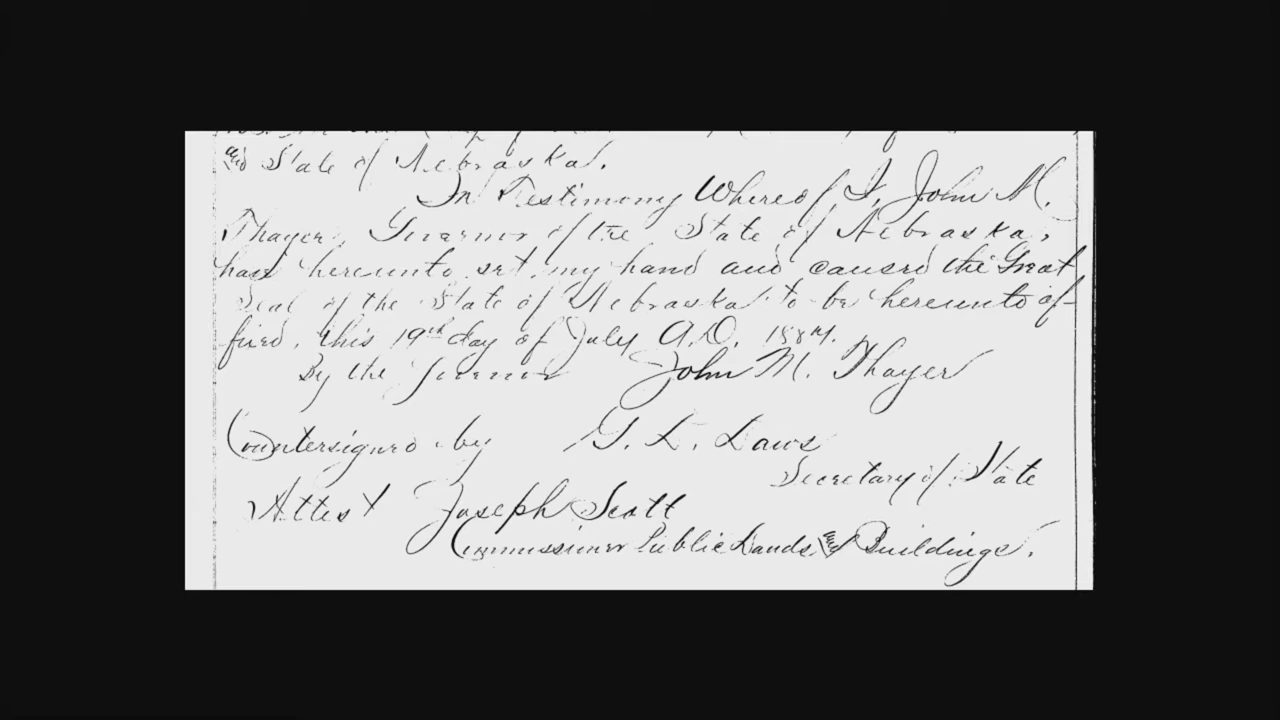 and State of Nebraska.
In Testimony Whereof, I, John M.
Thayer, Governor of the State of Nebraska,
have hereunto set my hand and caused the Great
Seal of the State of Nebraska to be hereunto af-
fixed, this 19th day of July A.D. 188
By the Governor John M. Thayer
Countersigned by G. L. Laws
Secretary of State
Attest Joseph Scott
Commissioner Public Lands and Buildings.